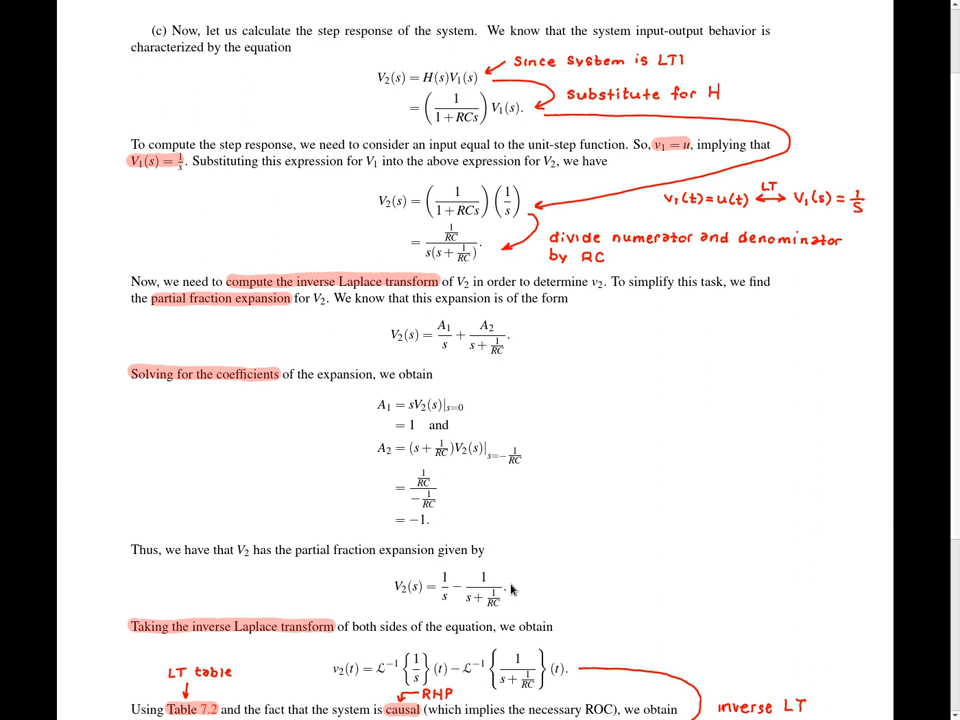 (c) Now, let us calculate the step response of the system. We know that the system input-output behavior is
characterized by the equation
since system is LTI
V₂(s) = H(s)V₁(s)
substitute for H
= (1/(1+RCs)) V₁(s).
To compute the step response, we need to consider an input equal to the unit-step function. So, v₁ = u, implying that
V₁(s) = 1/s. Substituting this expression for V₁ into the above expression for V₂, we have
V₂(s) = (1/(1+RCs)) (1/s)
v₁(t)=u(t) ⟷LT V₁(s)=1/s
= (1/RC)/(s(s+1/RC)).
divide numerator and denominator
by RC
Now, we need to compute the inverse Laplace transform of V₂ in order to determine v₂. To simplify this task, we find
the partial fraction expansion for V₂. We know that this expansion is of the form
V₂(s) = A₁/s + A₂/(s+1/RC).
Solving for the coefficients of the expansion, we obtain
A₁ = sV₂(s)|s=0
= 1 and
A₂ = (s+1/RC)V₂(s)|s=−1/RC
= (1/RC)/(−1/RC)
= −1.
Thus, we have that V₂ has the partial fraction expansion given by
V₂(s) = 1/s − 1/(s+1/RC).
Taking the inverse Laplace transform of both sides of the equation, we obtain
LT table
v₂(t) = ℒ⁻¹{1/s}(t) − ℒ⁻¹{1/(s+1/RC)}(t).
RHP
Using Table 7.2 and the fact that the system is causal (which implies the necessary ROC), we obtain
inverse LT